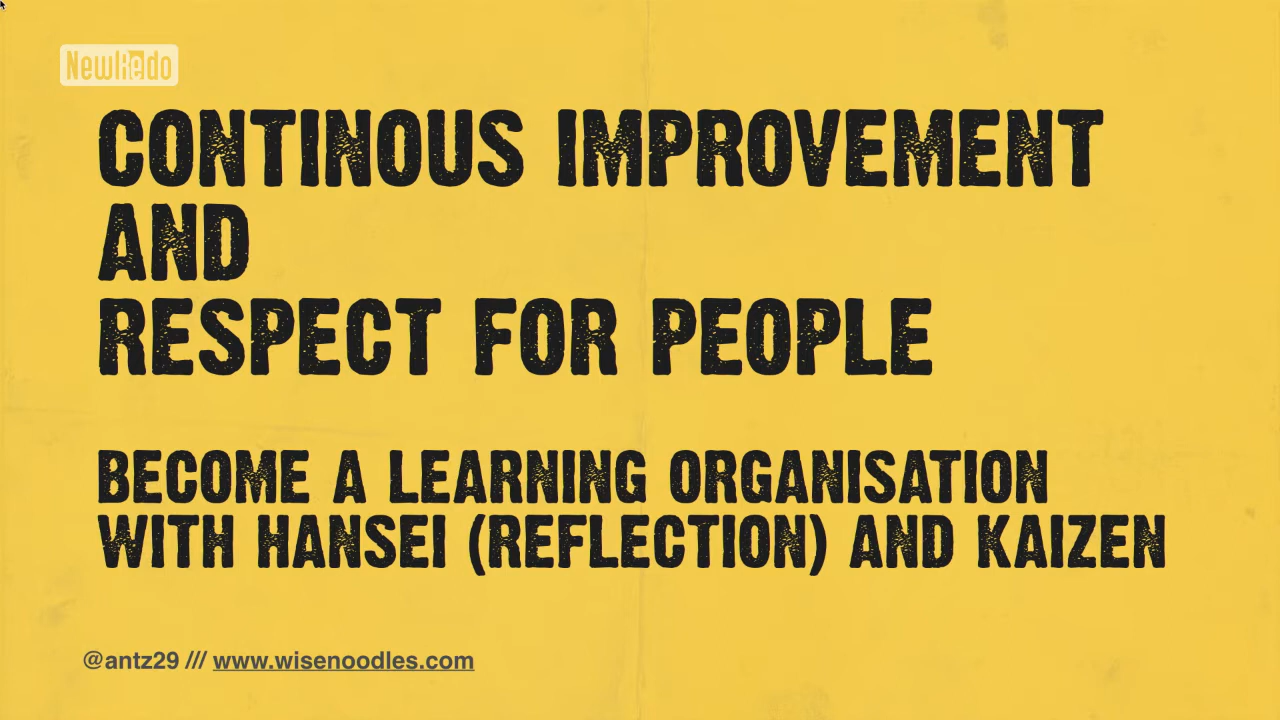 NewRedo
CONTINOUS IMPROVEMENT
AND
RESPECT FOR PEOPLE
BECOME A LEARNING ORGANISATION
WITH HANSEI (REFLECTION) AND KAIZEN
@antz29 /// www.wisenoodles.com